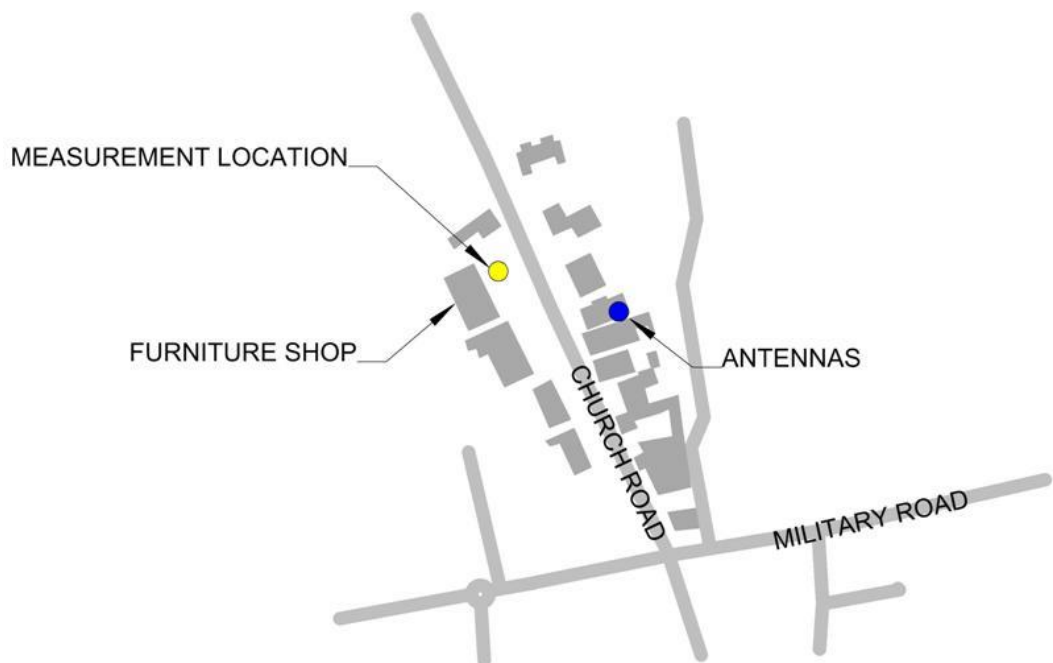 MEASUREMENT LOCATION
FURNITURE SHOP
ANTENNAS
CHURCH ROAD
MILITARY ROAD